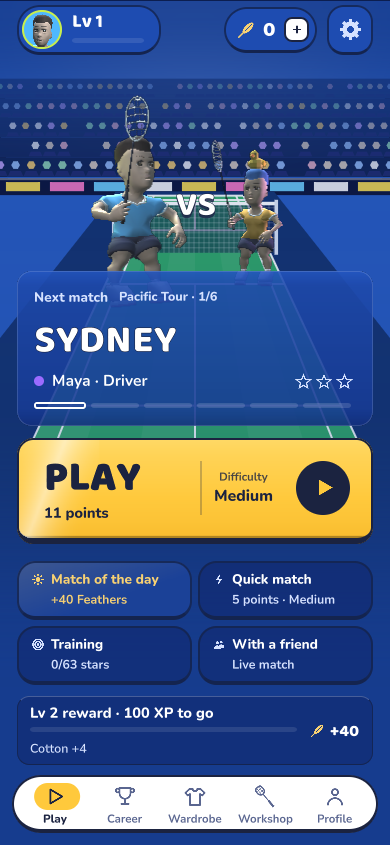 Lv 1
0
+
VS
Next match Pacific Tour · 1/6
SYDNEY
Maya · Driver
PLAY
11 points
Difficulty
Medium
Match of the day
+40 Feathers
Quick match
5 points · Medium
Training
0/63 stars
With a friend
Live match
Lv 2 reward · 100 XP to go
+40
Cotton +4
Play
Career
Wardrobe
Workshop
Profile